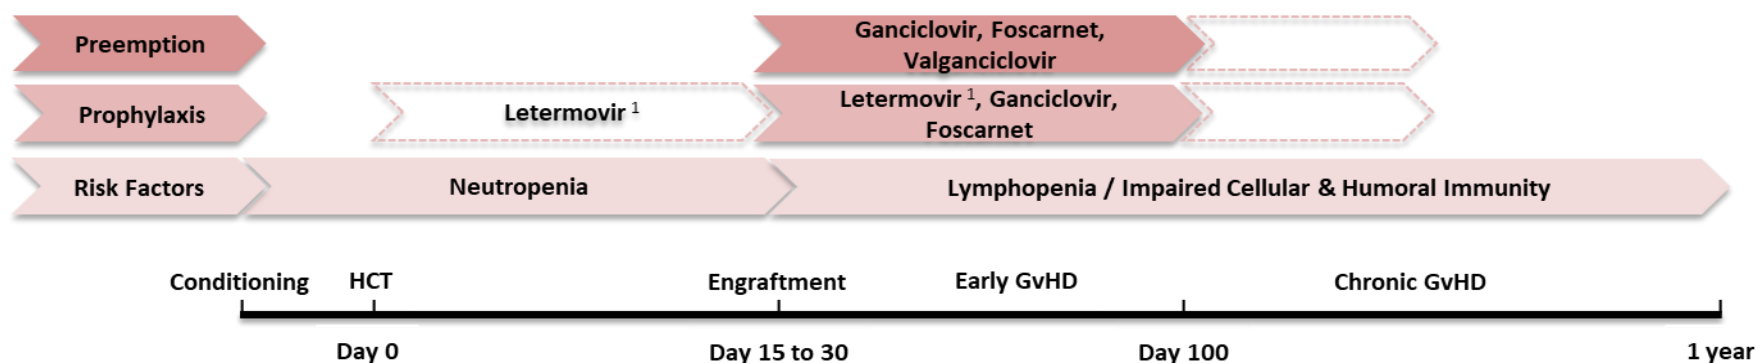 Preemption
Ganciclovir, Foscarnet,
Valganciclovir
Prophylaxis
Letermovir 1
Letermovir 1, Ganciclovir,
Foscarnet
Risk Factors
Neutropenia
Lymphopenia / Impaired Cellular & Humoral Immunity
Conditioning HCT Engraftment Early GvHD Chronic GvHD
Day 0 Day 15 to 30 Day 100 1 year